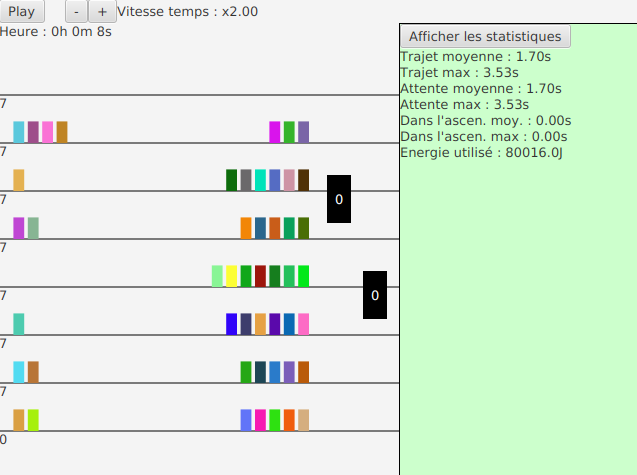 Play - + Vitesse temps : x2.00
Heure : 0h 0m 8s
Afficher les statistiques
Trajet moyenne : 1.70s
Trajet max : 3.53s
Attente moyenne : 1.70s
Attente max : 3.53s
Dans l'ascen. moy. : 0.00s
Dans l'ascen. max : 0.00s
Energie utilisé : 80016.0J
7
7
7
0
7
7
0
7
7
0